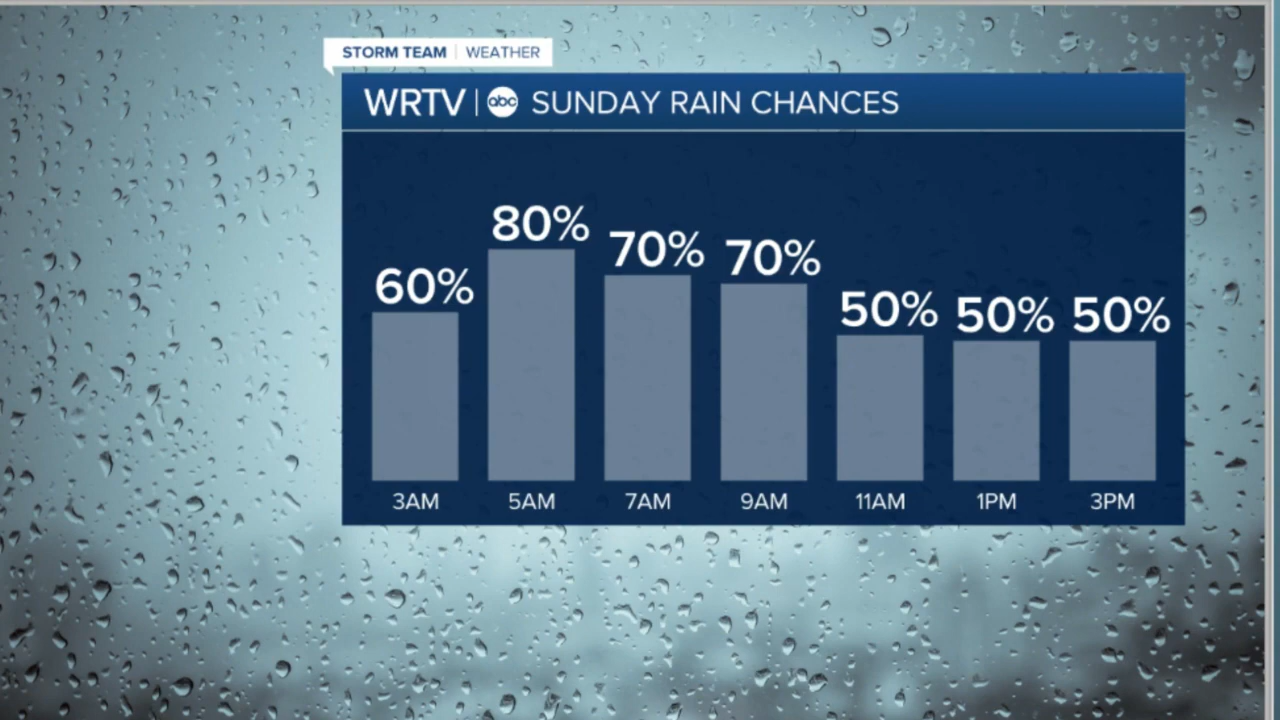 STORM TEAM | WEATHER
WRTV | abc SUNDAY RAIN CHANCES
60% 80% 70% 70% 50% 50% 50%
3AM 5AM 7AM 9AM 11AM 1PM 3PM